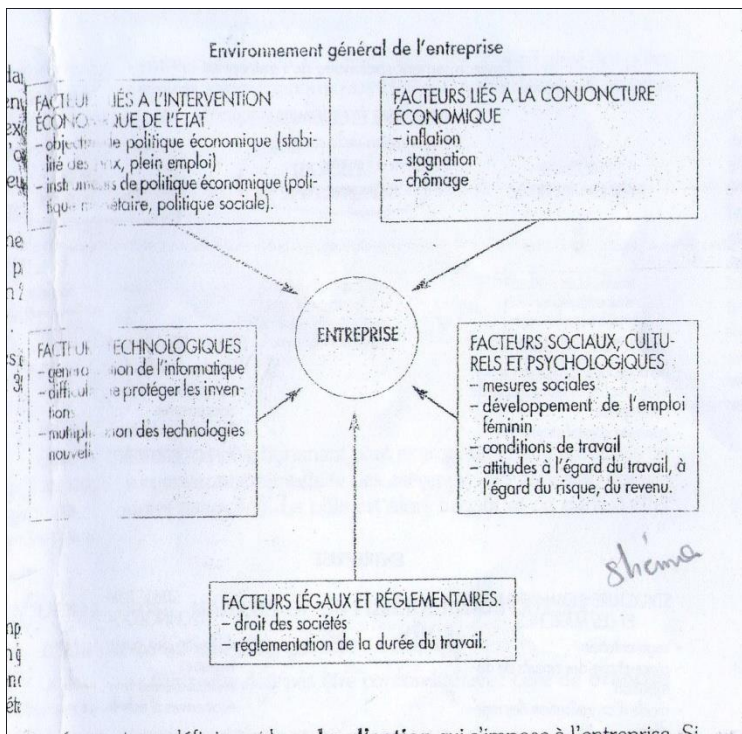 Environnement général de l'entreprise
FACTEURS LIÉS A L'INTERVENTION
ÉCONOMIQUE DE L'ÉTAT
– objectifs de politique économique (stabi-
lité des prix, plein emploi)
– instruments de politique économique (poli-
tique monétaire, politique sociale).
FACTEURS LIÉS A LA CONJONCTURE
ÉCONOMIQUE
– inflation
– stagnation
– chômage
ENTREPRISE
FACTEURS TECHNOLOGIQUES
– généralisation de l'informatique
– difficulté de protéger les inven-
tions
– multiplication des technologies
nouvelles
FACTEURS SOCIAUX, CULTU-
RELS ET PSYCHOLOGIQUES
– mesures sociales
– développement de l'emploi
féminin
– conditions de travail
– attitudes à l'égard du travail, à
l'égard du risque, du revenu.
shéma
FACTEURS LÉGAUX ET RÉGLEMENTAIRES.
– droit des sociétés
– réglementation de la durée du travail.
qui s'impose à l'entreprise. Si